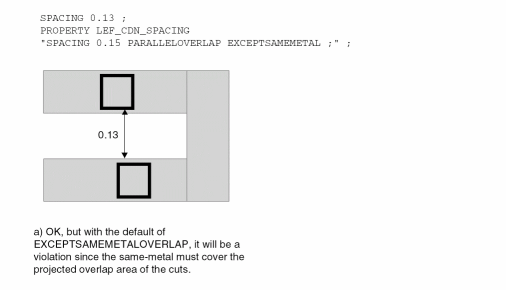 SPACING 0.13 ;
PROPERTY LEF_CDN_SPACING
"SPACING 0.15 PARALLELOVERLAP EXCEPTSAMEMETAL ;" ;
0.13
a) OK, but with the default of
EXCEPTSAMEMETALOVERLAP, it will be a
violation since the same-metal must cover the
projected overlap area of the cuts.